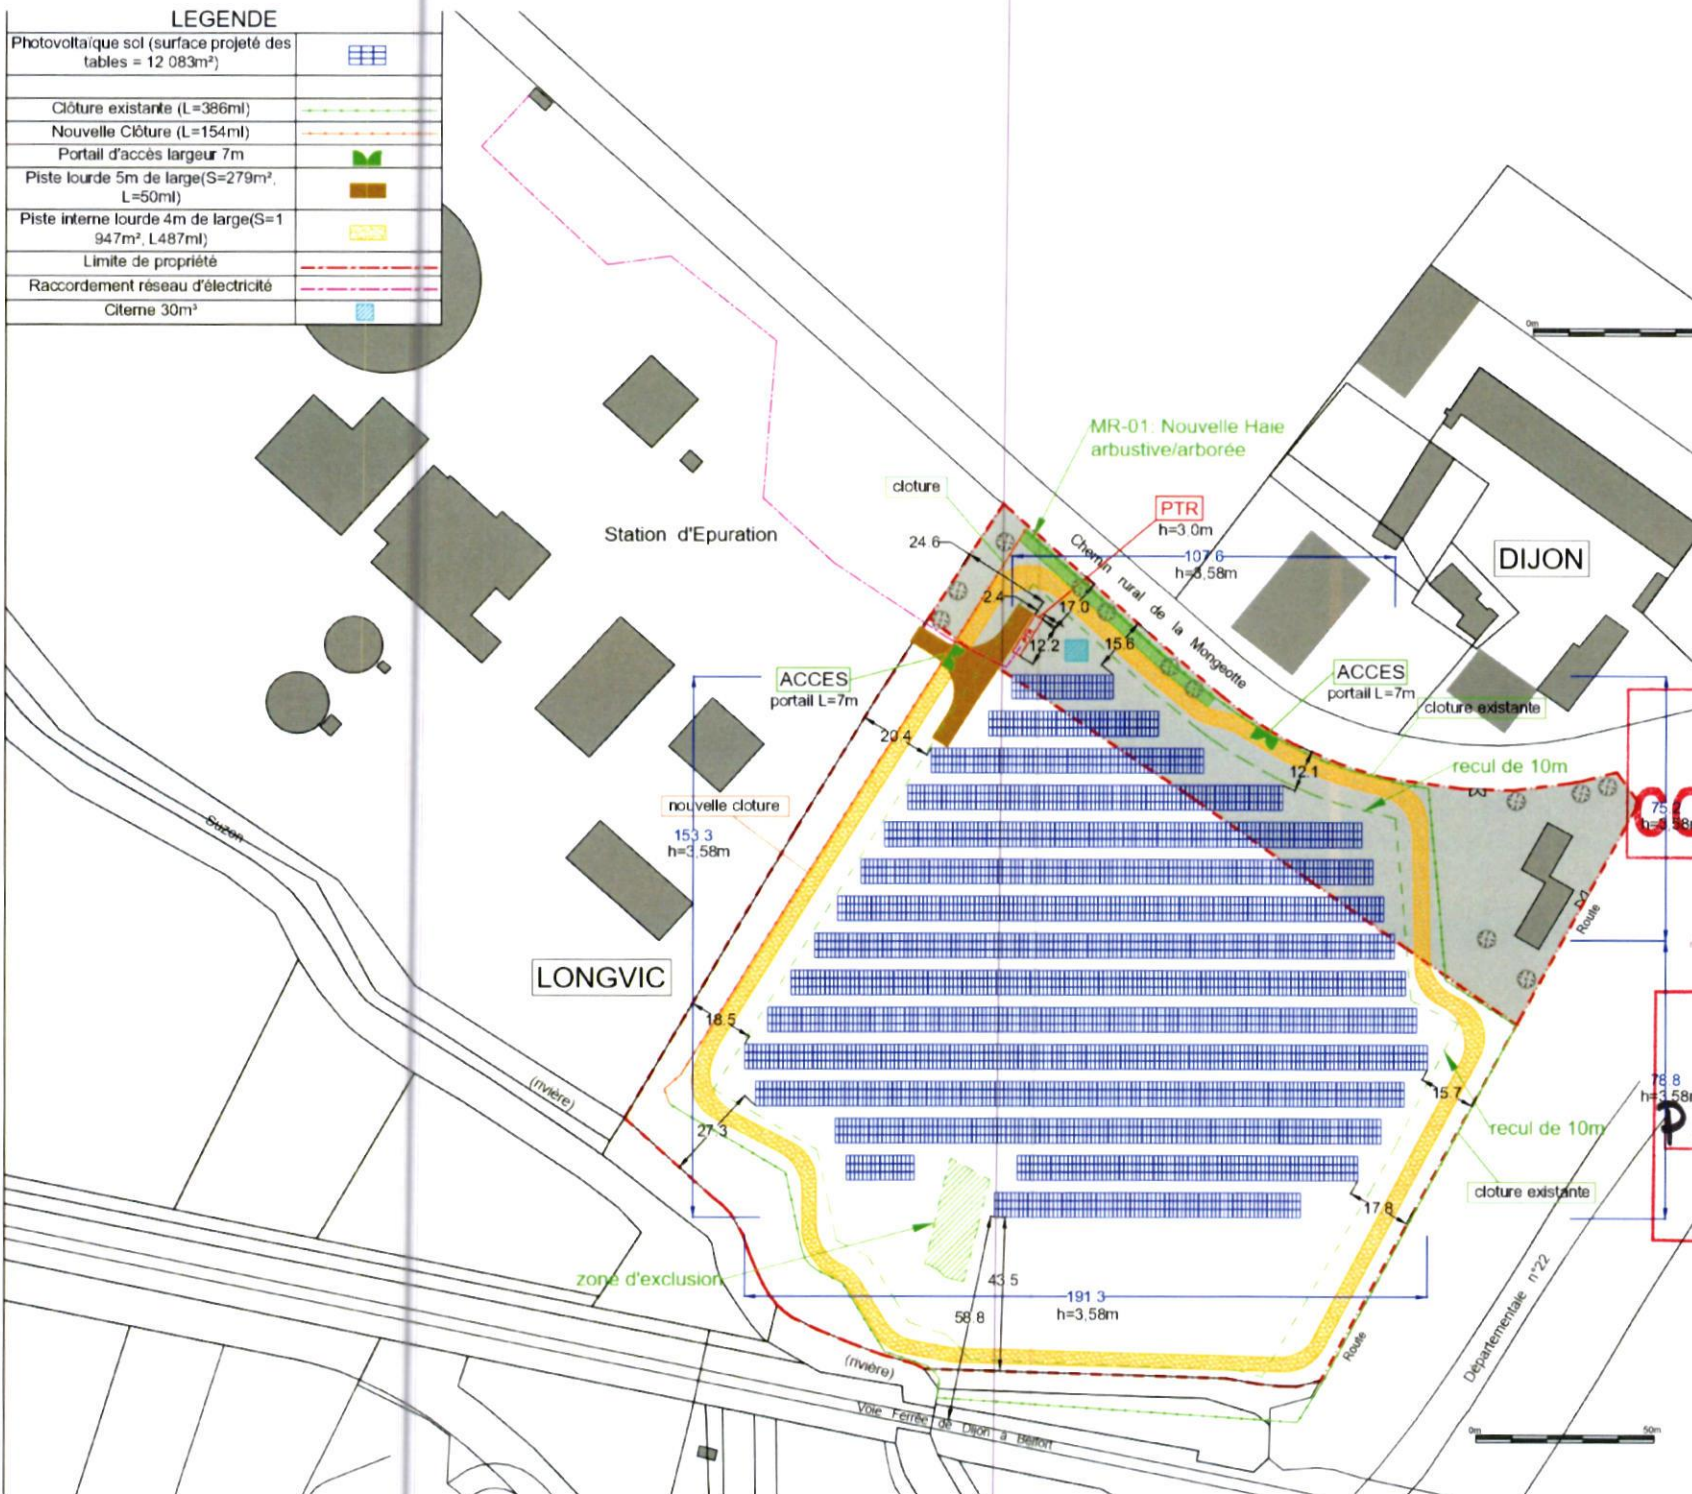 LEGENDE
Photovoltaïque sol (surface projeté des
tables = 12 083m²)
Clôture existante (L=386ml)
Nouvelle Clôture (L=154ml)
Portail d'accès largeur 7m
Piste lourde 5m de large(S=279m²,
L=50ml)
Piste interne lourde 4m de large(S=1
947m², L487ml)
Limite de propriété
Raccordement réseau d'électricité
Citerne 30m³
0m
MR-01: Nouvelle Haie
arbustive/arborée
cloture
PTR
h=3.0m
Station d'Epuration
24.6
107.6
h=3,58m
Chemin rural de la Mongeotte
DIJON
2.4
17.0
12.2
15.6
ACCES
portail L=7m
ACCES
portail L=7m
cloture existante
20.4
12.1
recul de 10m
nouvelle cloture
153.3
h=3,58m
75.2
Suzon
Route
LONGVIC
18.5
(rivière)
15.7
78.8
27.3
recul de 10m
cloture existante
17.8
zone d'exclusion
43.5
191.3
h=3,58m
58.8
Départementale n°22
Route
(rivière)
Voie Ferrée de Dijon à Belfort
0m
50m